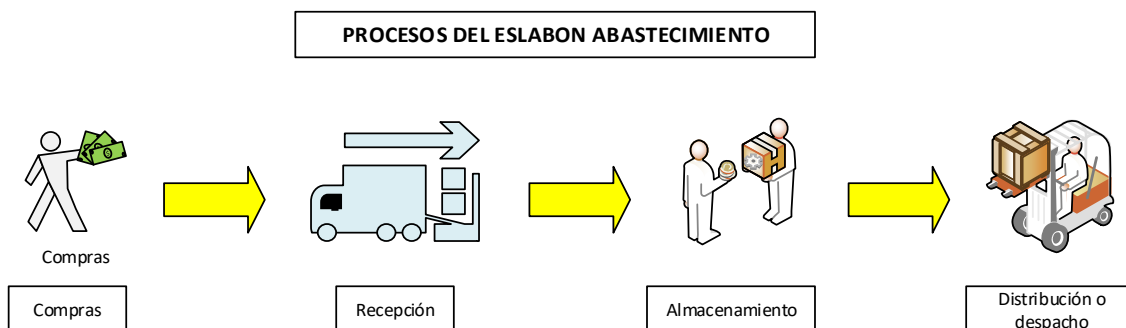 PROCESOS DEL ESLABON ABASTECIMIENTO
Compras
Compras
Recepción
Almacenamiento
Distribución o
despacho